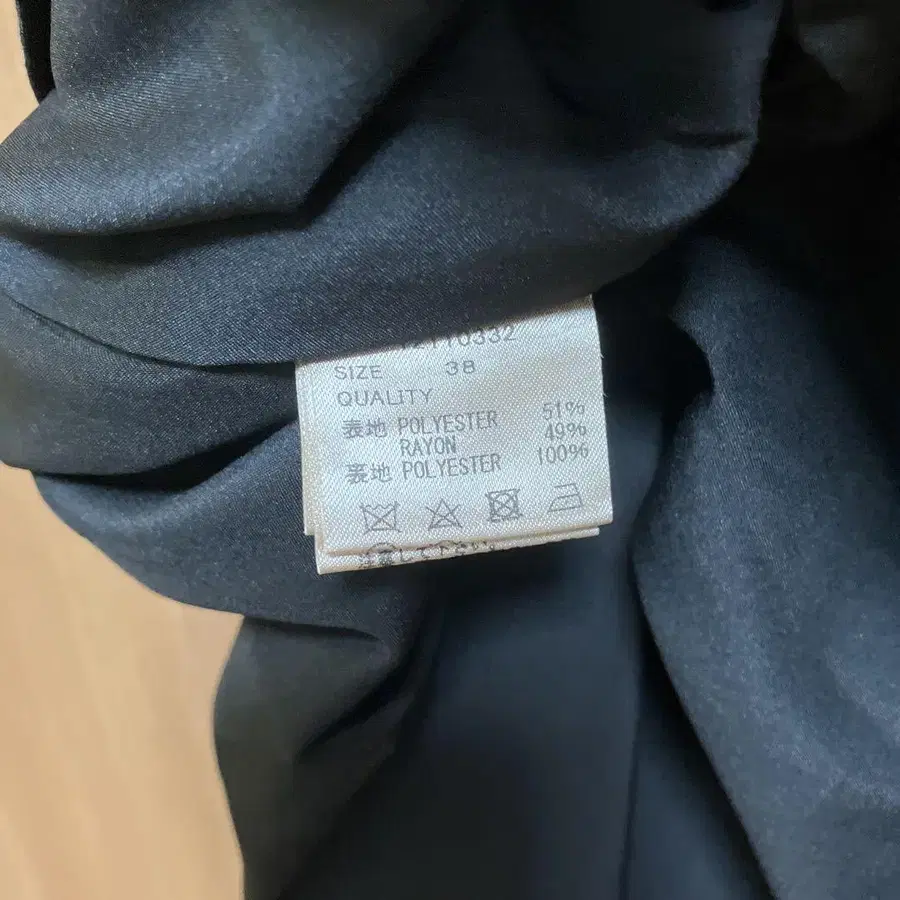 SIZE 38
QUALITY
表地 POLYESTER 51%
RAYON 49%
裏地 POLYESTER 100%